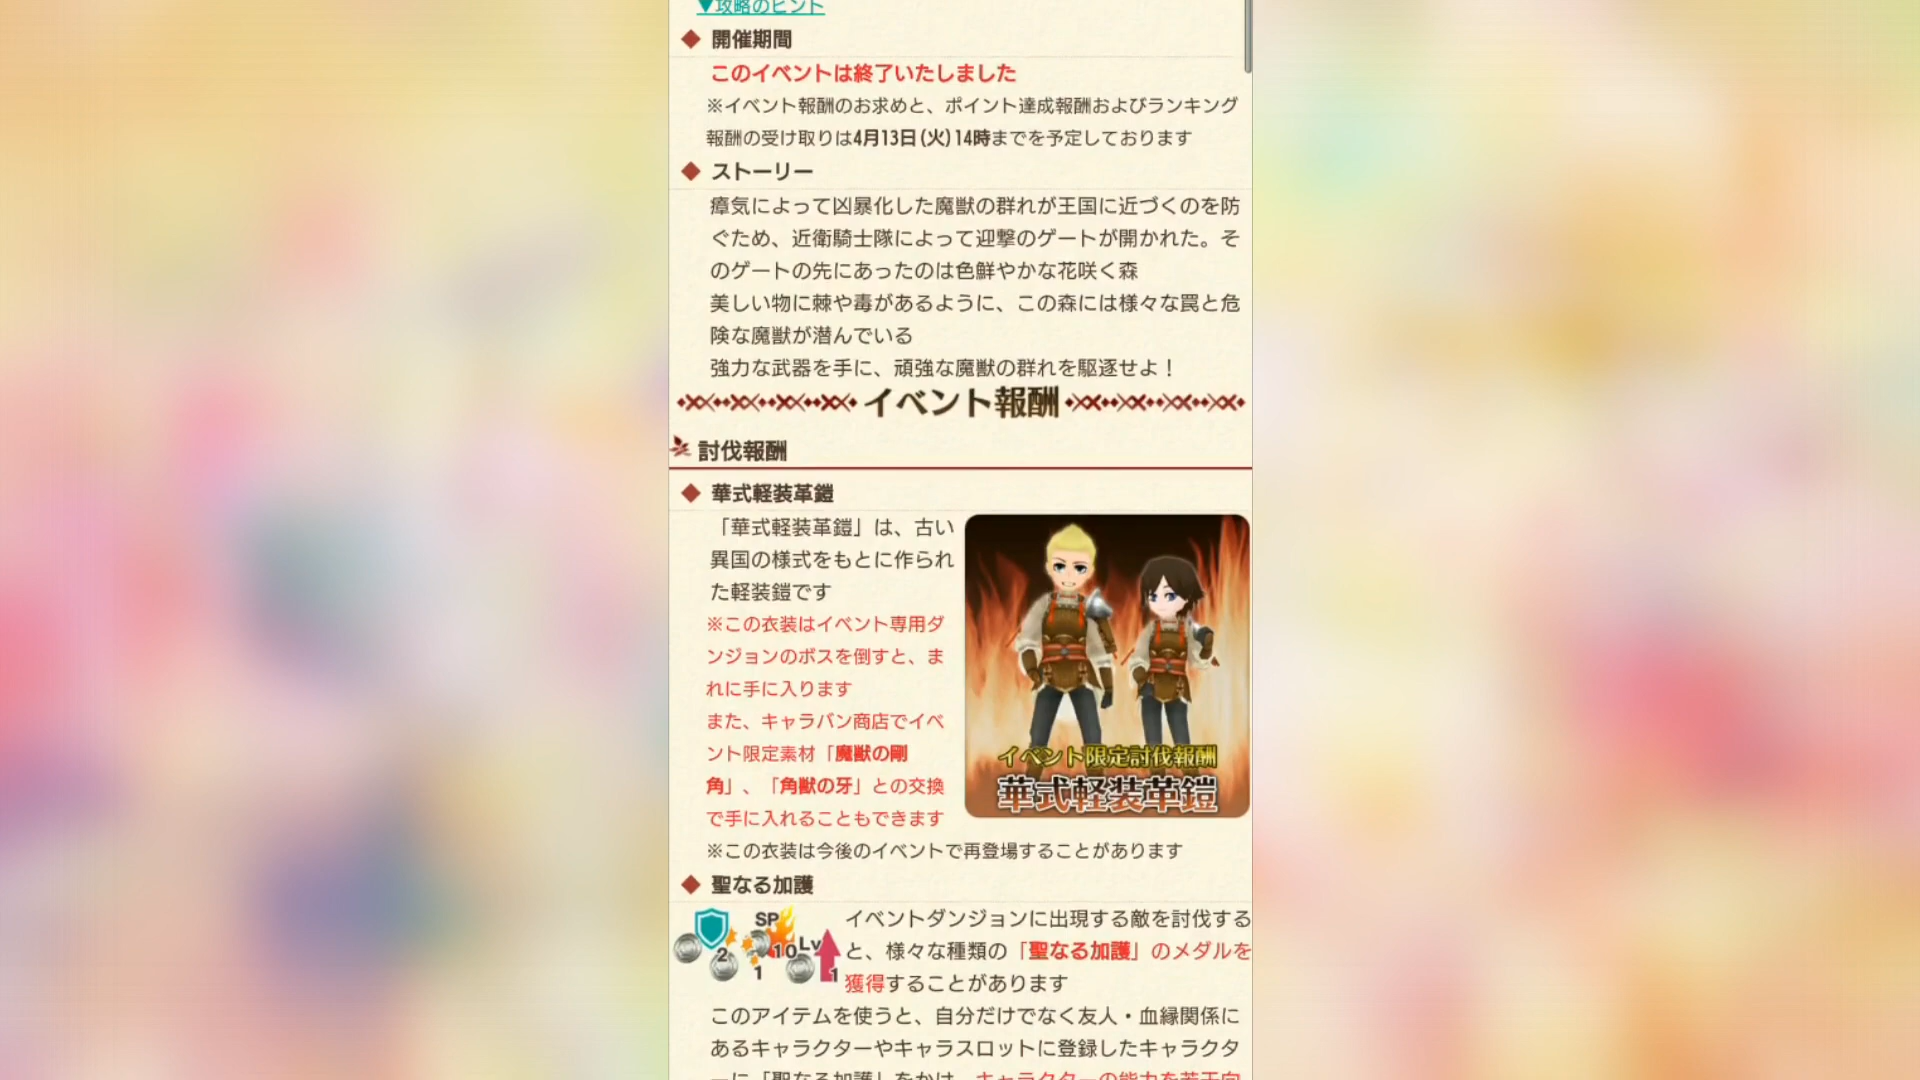 ▼攻略のヒント
開催期間
このイベントは終了いたしました
※イベント報酬のお求めと、ポイント達成報酬およびランキング
報酬の受け取りは4月13日(火)14時までを予定しております
ストーリー
瘴気によって凶暴化した魔獣の群れが王国に近づくのを防
ぐため、近衛騎士隊によって迎撃のゲートが開かれた。そ
のゲートの先にあったのは色鮮やかな花咲く森
美しい物に棘や毒があるように、この森には様々な罠と危
険な魔獣が潜んでいる
強力な武器を手に、頑強な魔獣の群れを駆逐せよ！
イベント報酬
討伐報酬
華式軽装革鎧
「華式軽装革鎧」は、古い
異国の様式をもとに作られ
た軽装鎧です
※この衣装はイベント専用ダ
ンジョンのボスを倒すと、ま
れに手に入ります
また、キャラバン商店でイベ
ント限定素材「魔獣の剛
角」、「角獣の牙」との交換
で手に入れることもできます
イベント限定討伐報酬
華式軽装革鎧
※この衣装は今後のイベントで再登場することがあります
聖なる加護
2
SP
10
1
Lv
1
イベントダンジョンに出現する敵を討伐する
と、様々な種類の「聖なる加護」のメダルを
獲得することがあります
このアイテムを使うと、自分だけでなく友人・血縁関係に
あるキャラクターやキャラスロットに登録したキャラクタ
ーに「聖なる加護」をかけ、キャラクターの能力を若干向